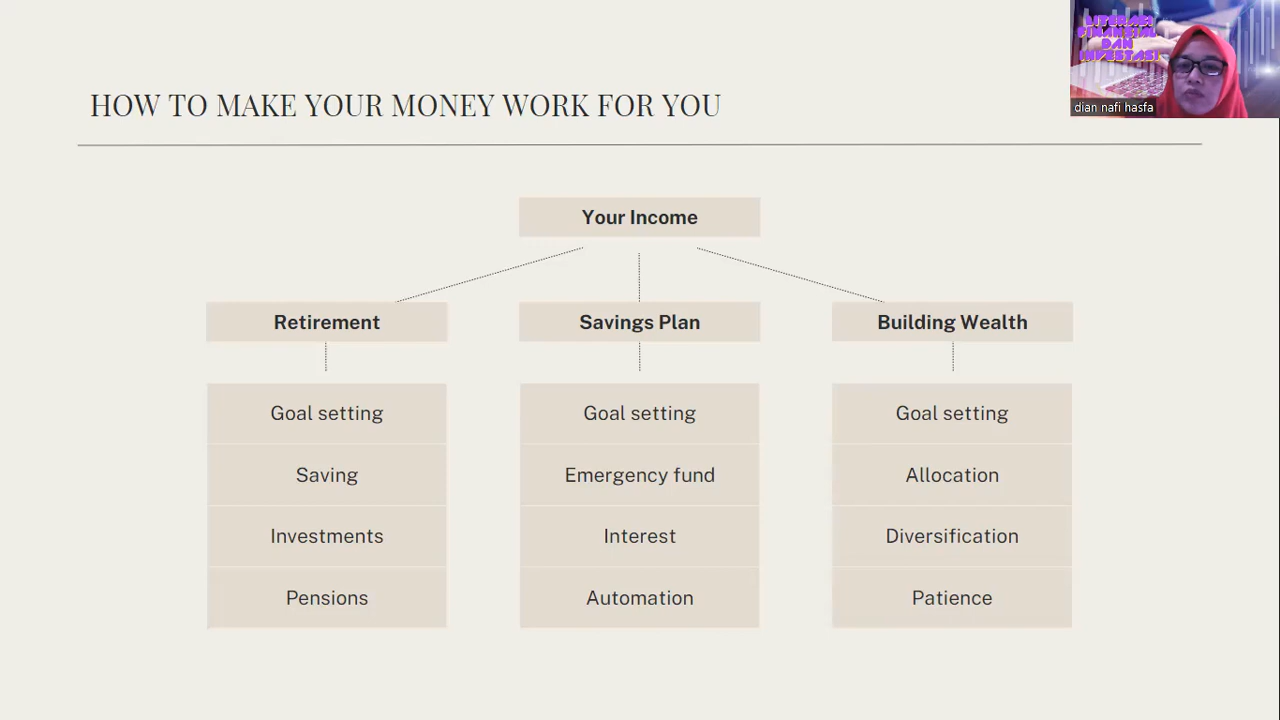 LITERASI
FINANSIAL
DAN
INVESTASI
dian nafi hasfa
HOW TO MAKE YOUR MONEY WORK FOR YOU
Your Income
Retirement
Savings Plan
Building Wealth
Goal setting
Saving
Investments
Pensions
Goal setting
Emergency fund
Interest
Automation
Goal setting
Allocation
Diversification
Patience